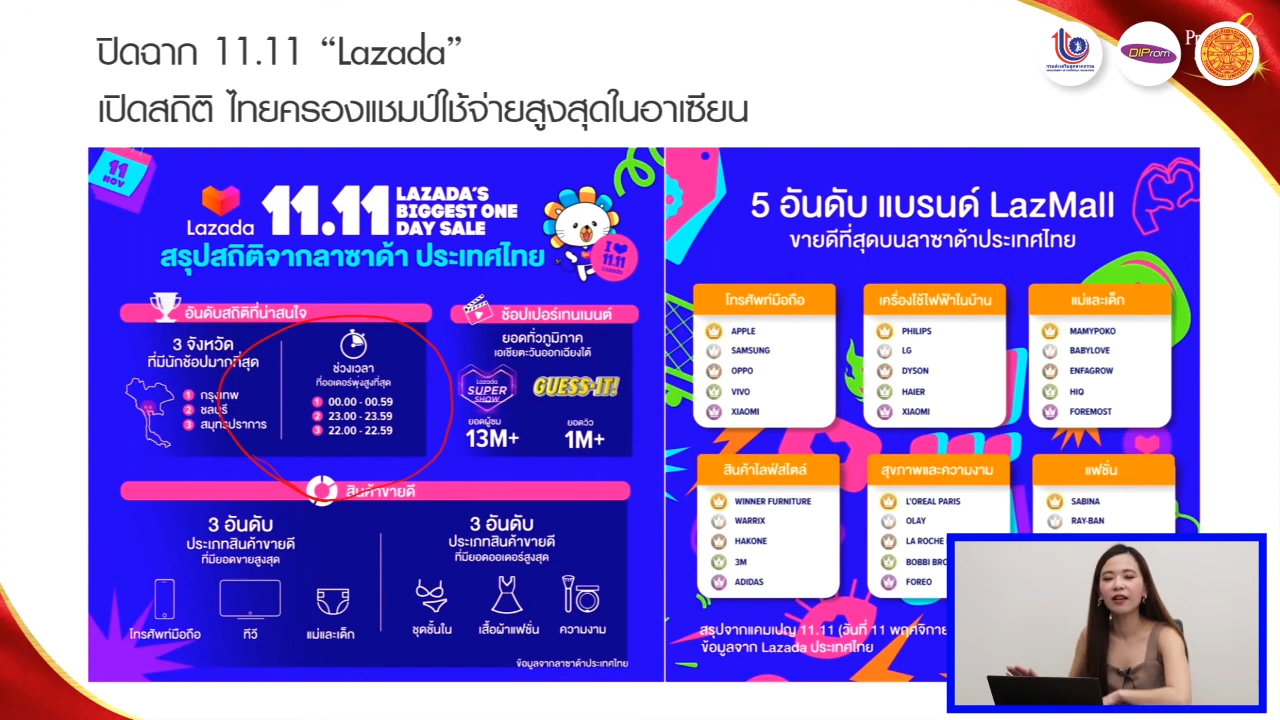 ปิดฉาก 11.11 “Lazada”
เปิดสถิติ ไทยครองแชมป์ใช้จ่ายสูงสุดในอาเซียน
DIProm
11
NOV
Lazada
11.11
LAZADA'S
BIGGEST ONE
DAY SALE
สรุปสถิติจากลาซาด้า ประเทศไทย
I
11.11
Lazada
อันดับสถิติที่น่าสนใจ
3 จังหวัด
ที่มีนักช้อปมากที่สุด
1 กรุงเทพ
2 ชลบุรี
3 สมุทรปราการ
ช่วงเวลา
ที่ออเดอร์พุ่งสูงที่สุด
1 00.00 - 00.59
2 23.00 - 23.59
3 22.00 - 22.59
ช้อปเปอร์เทนเมนต์
ยอดทั่วภูมิภาค
เอเชียตะวันออกเฉียงใต้
Lazada
SUPER
SHOW
GUESS IT!
ยอดผู้ชม
13M+
ยอดวิว
1M+
สินค้าขายดี
3 อันดับ
ประเภทสินค้าขายดี
ที่มียอดขายสูงสุด
โทรศัพท์มือถือ
ทีวี
แม่และเด็ก
3 อันดับ
ประเภทสินค้าขายดี
ที่มียอดออเดอร์สูงสุด
ชุดชั้นใน
เสื้อผ้าแฟชั่น
ความงาม
ข้อมูลจากลาซาด้าประเทศไทย
5 อันดับ แบรนด์ LazMall
ขายดีที่สุดบนลาซาด้าประเทศไทย
โทรศัพท์มือถือ
APPLE
SAMSUNG
OPPO
VIVO
XIAOMI
เครื่องใช้ไฟฟ้าในบ้าน
PHILIPS
LG
DYSON
HAIER
XIAOMI
แม่และเด็ก
MAMYPOKO
BABYLOVE
ENFAGROW
HIQ
FOREMOST
สินค้าไลฟ์สไตล์
WINNER FURNITURE
WARRIX
HAKONE
3M
ADIDAS
สุขภาพและความงาม
L'OREAL PARIS
OLAY
LA ROCHE
BOBBI BRO
FOREO
แฟชั่น
SABINA
RAY-BAN
สรุปจากแคมเปญ 11.11 (วันที่ 11 พฤศจิกาย
ข้อมูลจาก Lazada ประเทศไทย